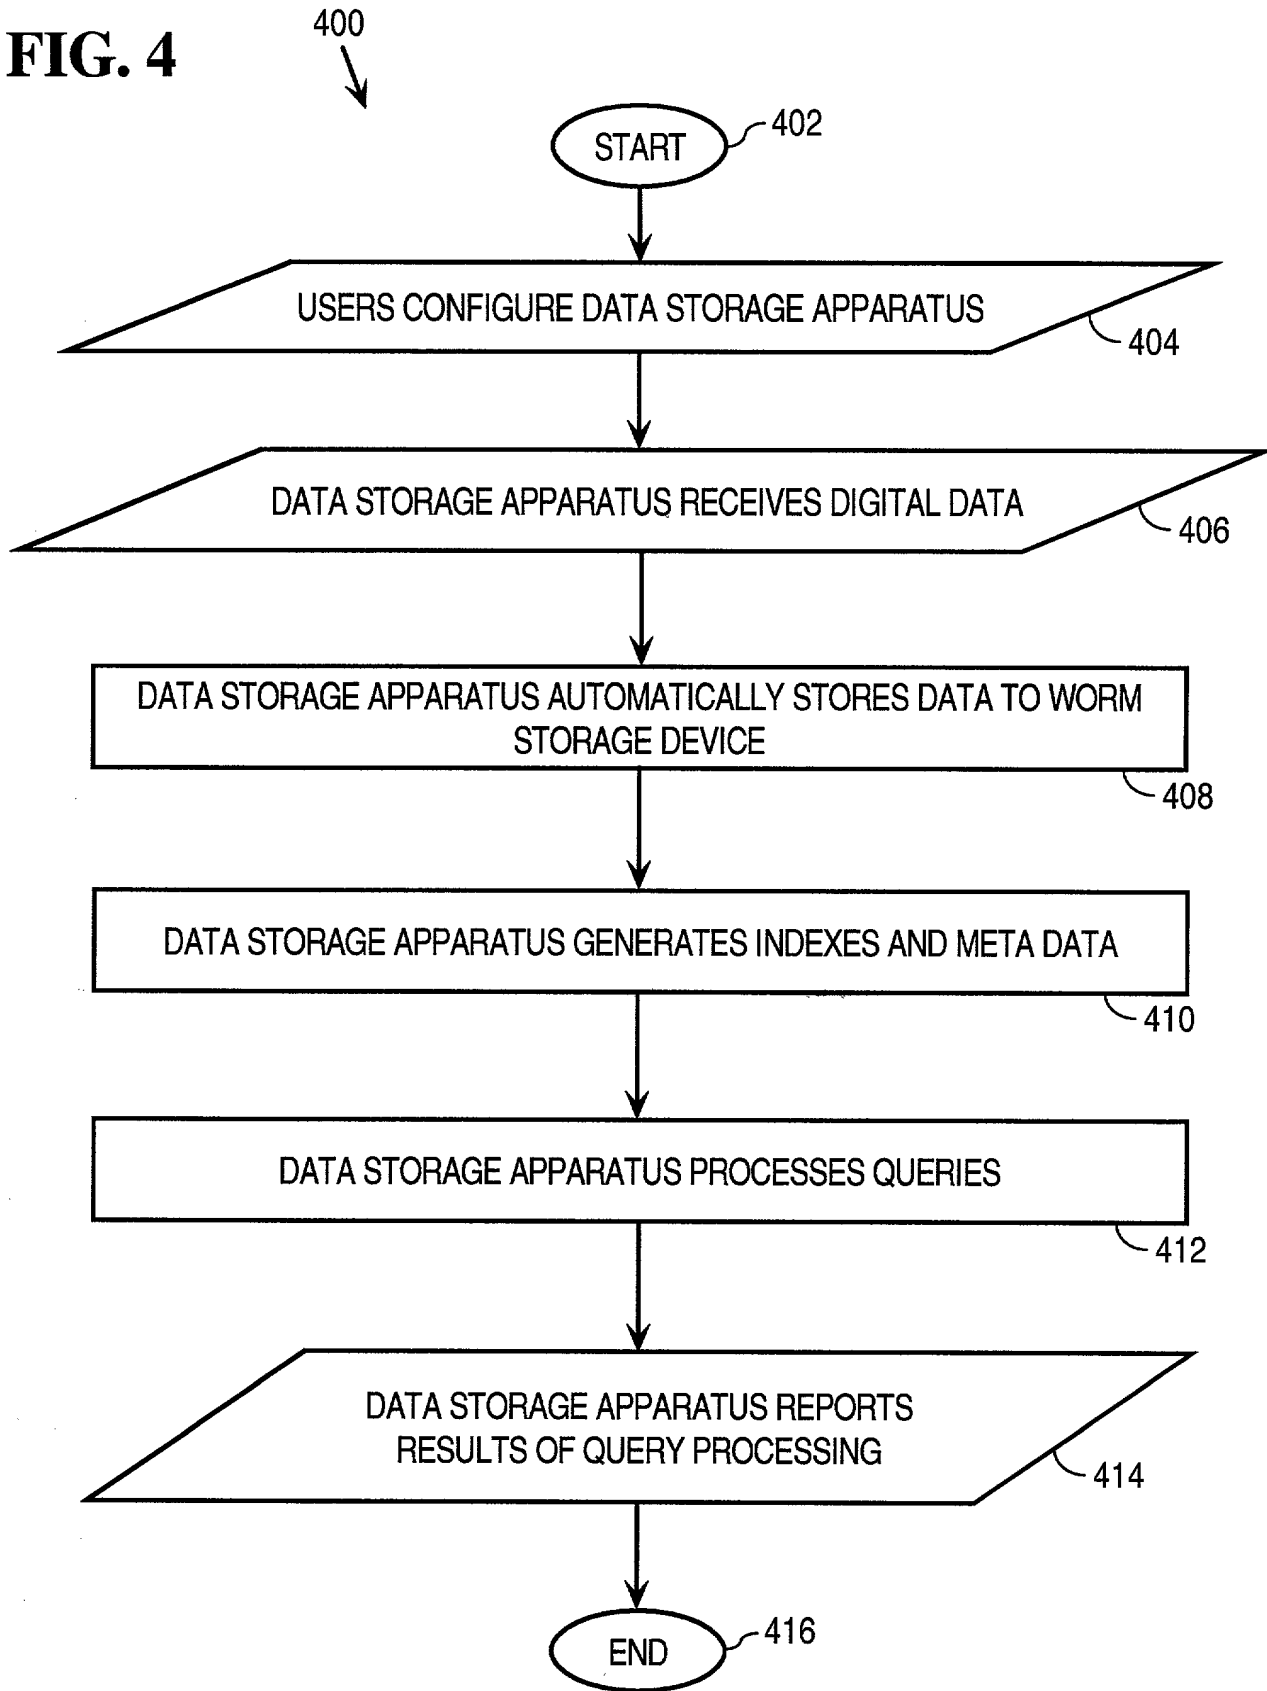 FIG. 4
400
START
402
USERS CONFIGURE DATA STORAGE APPARATUS
404
DATA STORAGE APPARATUS RECEIVES DIGITAL DATA
406
DATA STORAGE APPARATUS AUTOMATICALLY STORES DATA TO WORM
STORAGE DEVICE
408
DATA STORAGE APPARATUS GENERATES INDEXES AND META DATA
410
DATA STORAGE APPARATUS PROCESSES QUERIES
412
DATA STORAGE APPARATUS REPORTS
RESULTS OF QUERY PROCESSING
414
END
416